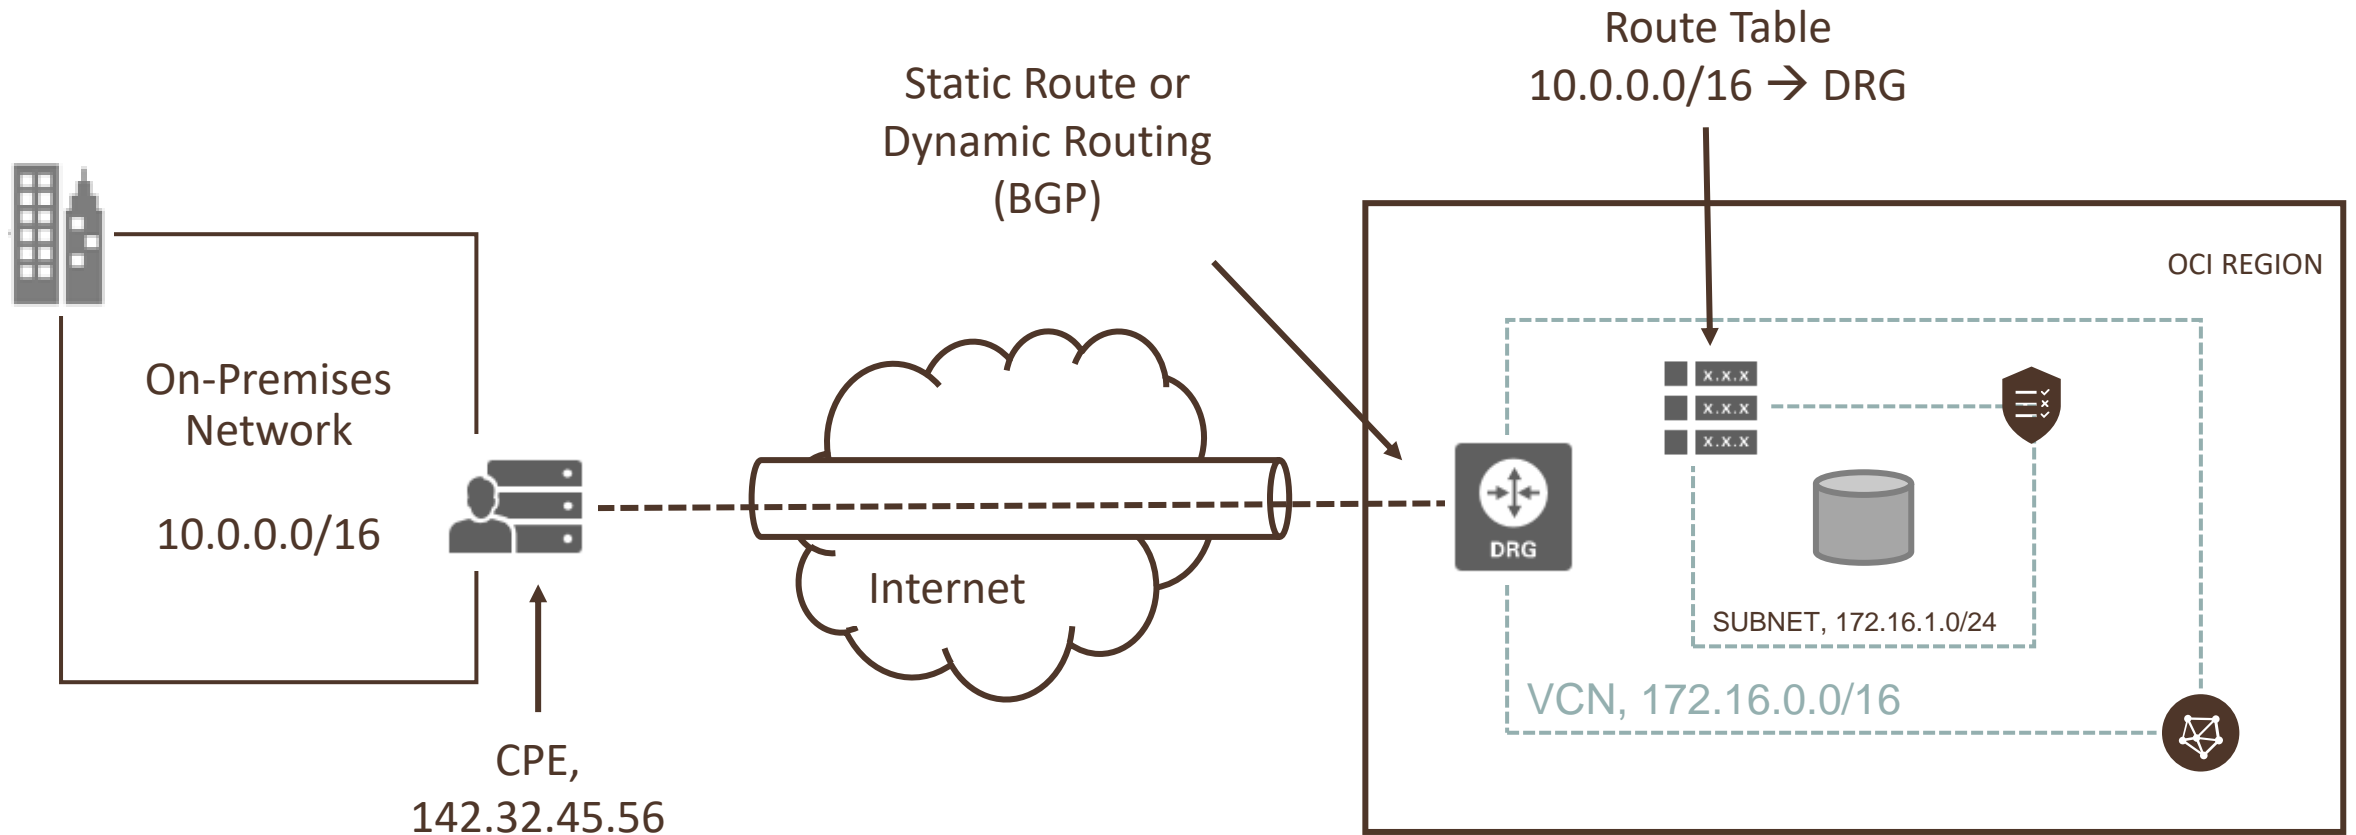 Route Table
10.0.0.0/16 → DRG
Static Route or
Dynamic Routing
(BGP)
OCI REGION
On-Premises
Network
10.0.0.0/16
x.x.x
x.x.x
x.x.x
DRG
Internet
SUBNET, 172.16.1.0/24
VCN, 172.16.0.0/16
CPE,
142.32.45.56